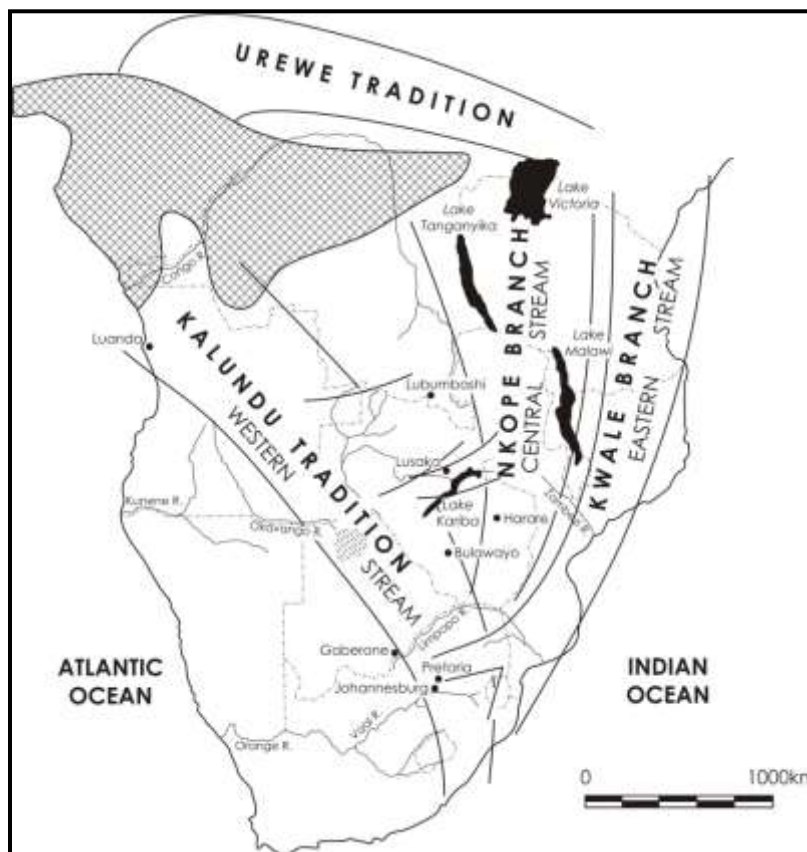 UREWE TRADITION
Lake
Victoria
Lake
Tanganyika
Congo R.
NKOPE BRANCH
CENTRAL STREAM
KWALE BRANCH
EASTERN STREAM
Luanda
KALUNDU TRADITION
WESTERN STREAM
Lake
Malawi
Lubumbashi
Lusaka
Kunene R.
Okavango R.
Lake
Kariba
Harare
Zambezi R.
Bulawayo
Limpopo R.
Gaberone
ATLANTIC
OCEAN
Pretoria
Johannesburg
INDIAN
OCEAN
Vaal R.
Orange R.
0 1000km